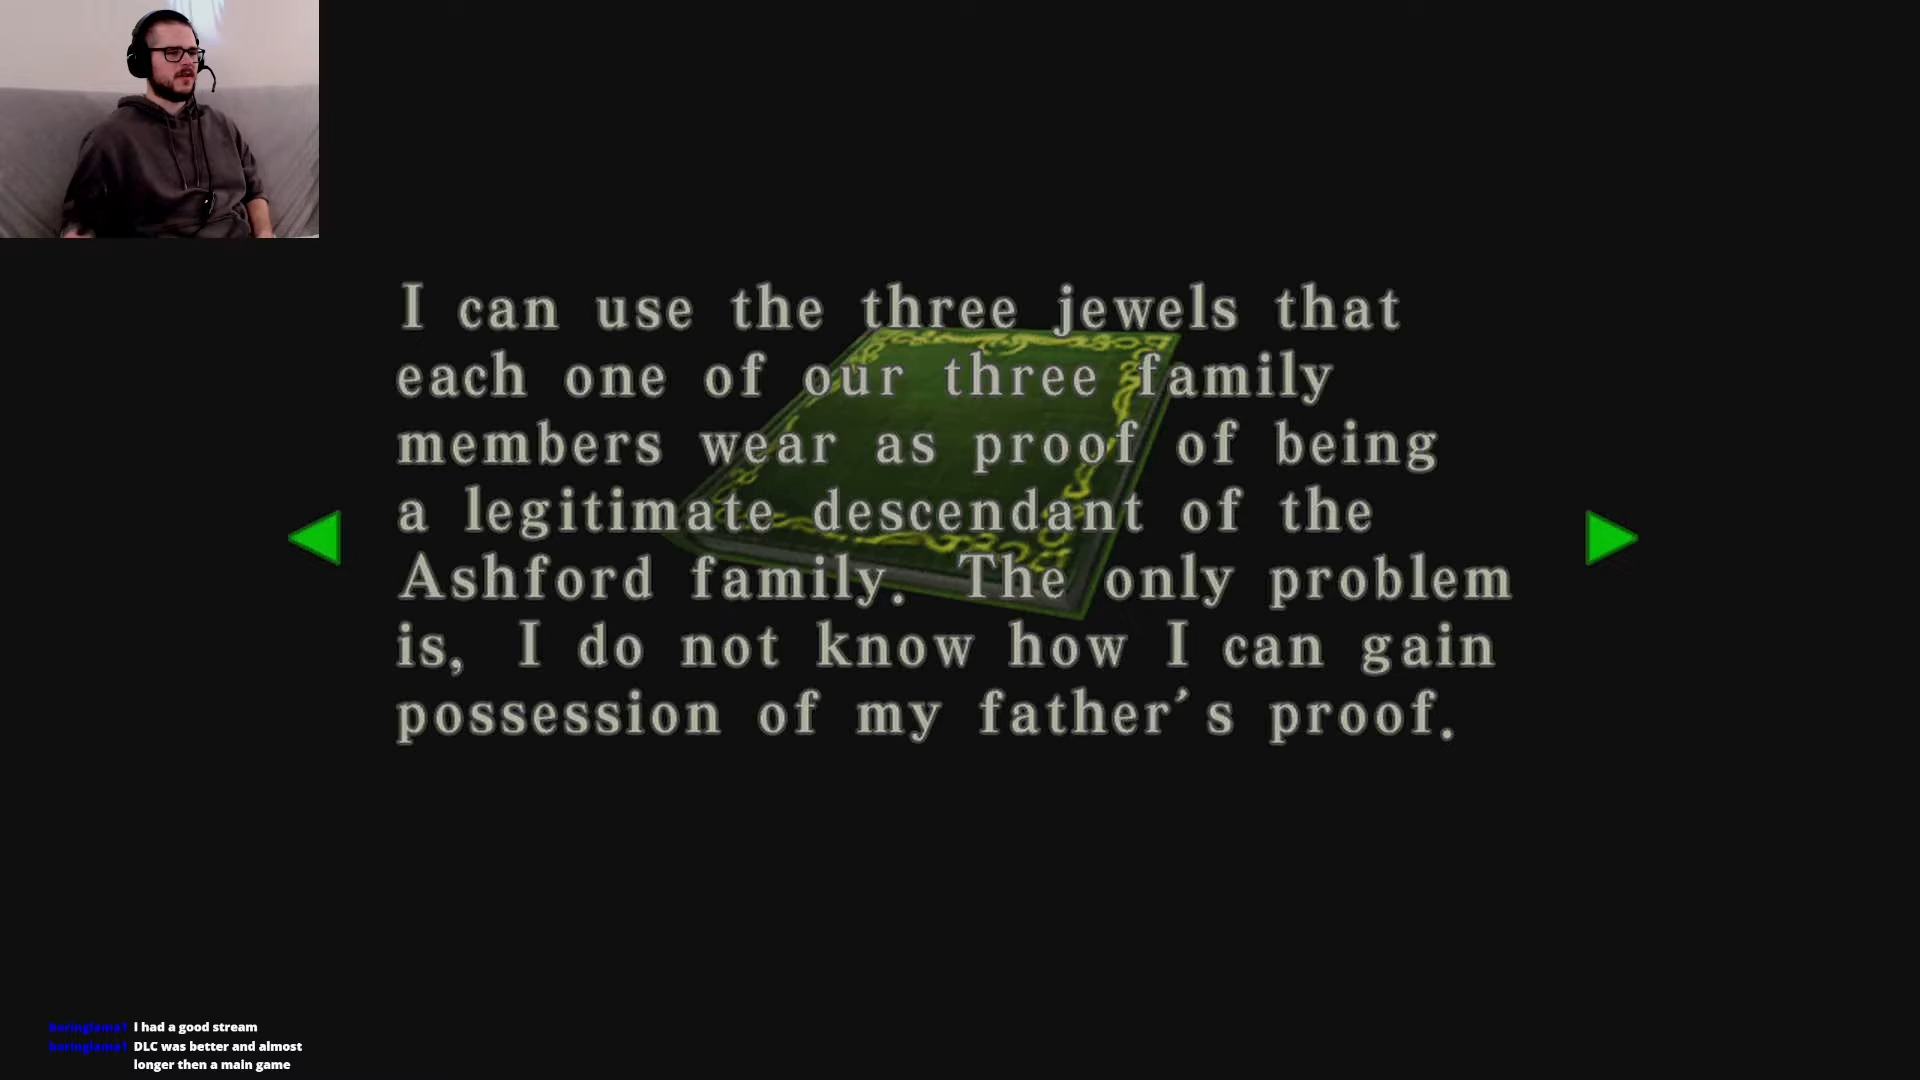 I can use the three jewels that
each one of our three family
members wear as proof of being
a legitimate descendant of the
Ashford family. The only problem
is, I do not know how I can gain
possession of my father's proof.
boringlama1 I had a good stream
boringlama1 DLC was better and almost
longer then a main game